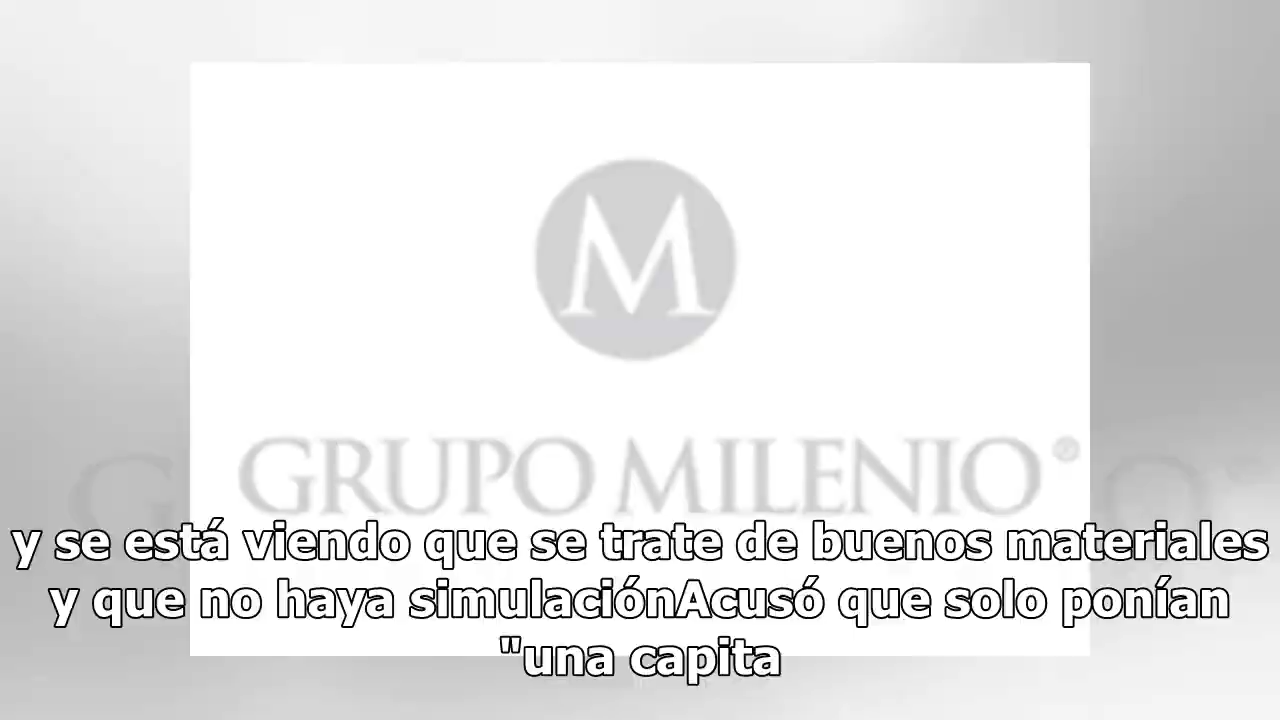 M
GRUPO MILENIO®
y se está viendo que se trate de buenos materiales
y que no haya simulaciónAcusó que solo ponían
"una capita